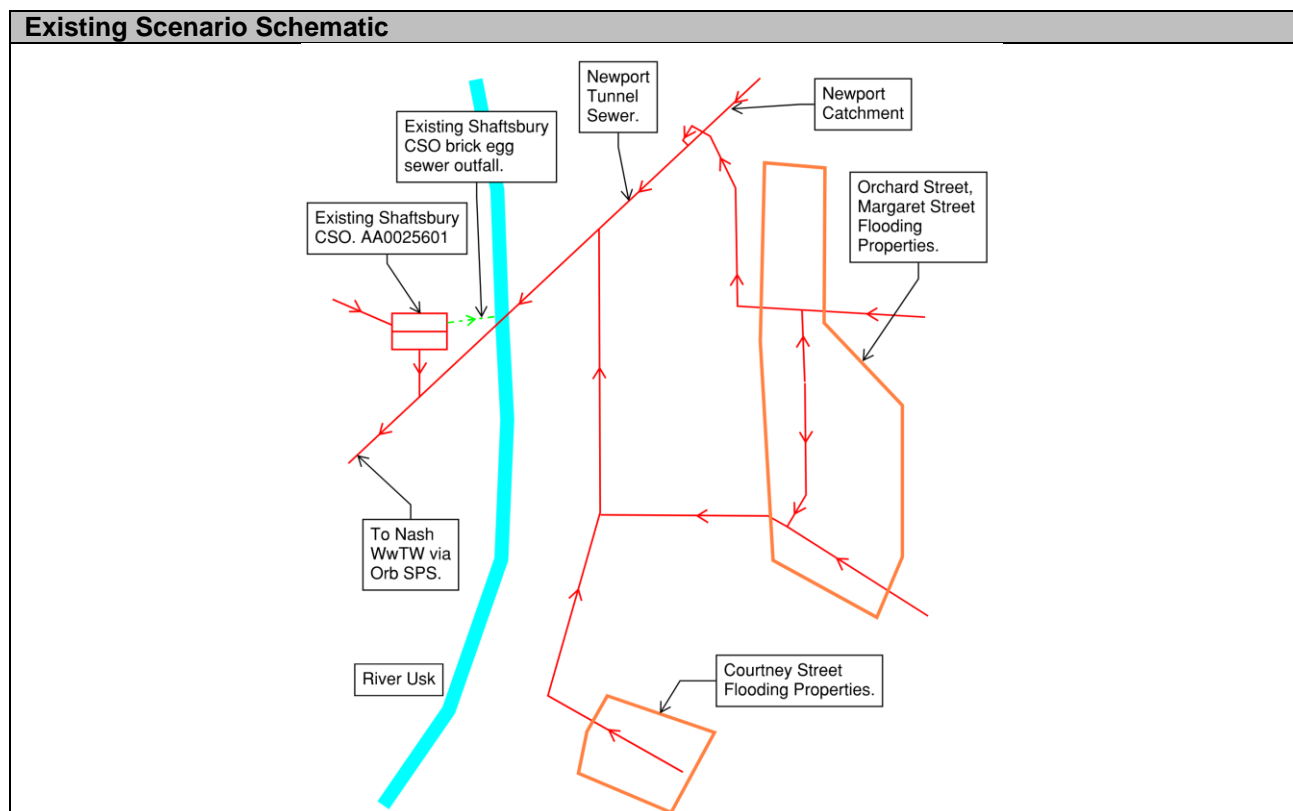 Existing Scenario Schematic
Newport
Tunnel
Sewer.
Newport
Catchment
Existing Shaftsbury
CSO brick egg
sewer outfall.
Orchard Street,
Margaret Street
Flooding
Properties.
Existing Shaftsbury
CSO. AA0025601
To Nash
WwTW via
Orb SPS.
River Usk
Courtney Street
Flooding Properties.